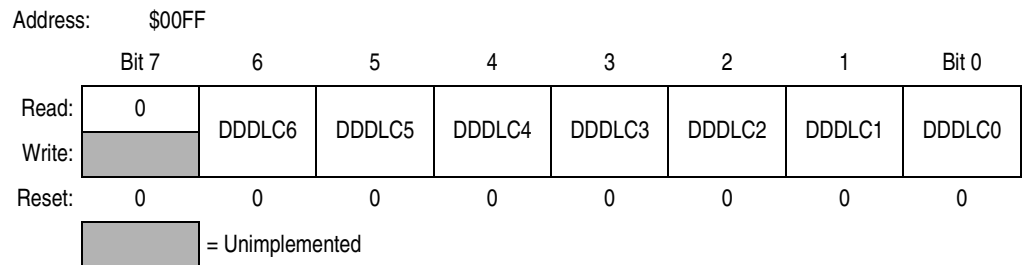 Address: $00FF
Bit 7 6 5 4 3 2 1 Bit 0
Read: 0 DDDLC6 DDDLC5 DDDLC4 DDDLC3 DDDLC2 DDDLC1 DDDLC0
Write:
Reset: 0 0 0 0 0 0 0 0
= Unimplemented